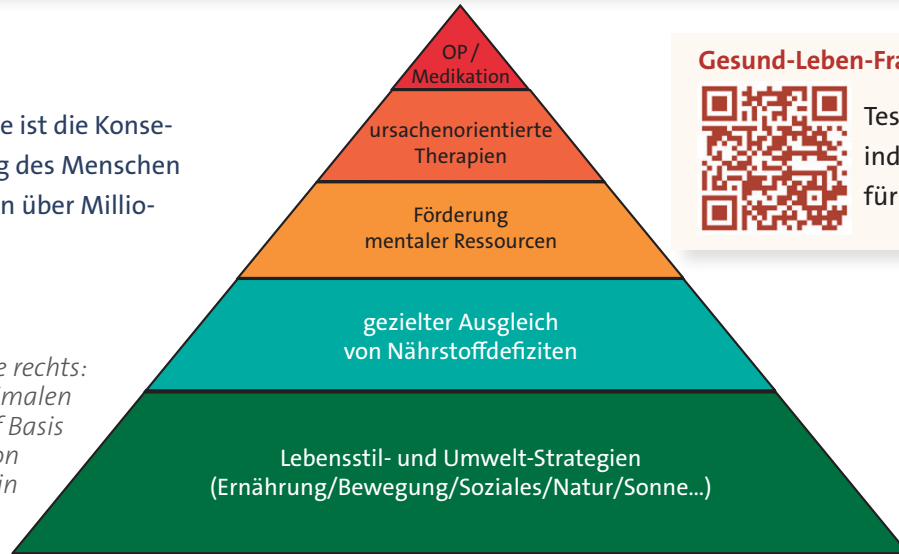 e ist die Konse-
g des Menschen
n über Millio-
e rechts:
malen
f Basis
on
in
OP /
Medikation
ursachenorientierte
Therapien
Förderung
mentaler Ressourcen
gezielter Ausgleich
von Nährstoffdefiziten
Lebensstil- und Umwelt-Strategien
(Ernährung/Bewegung/Soziales/Natur/Sonne...)
Gesund-Leben-Fra
Tes
ind
für